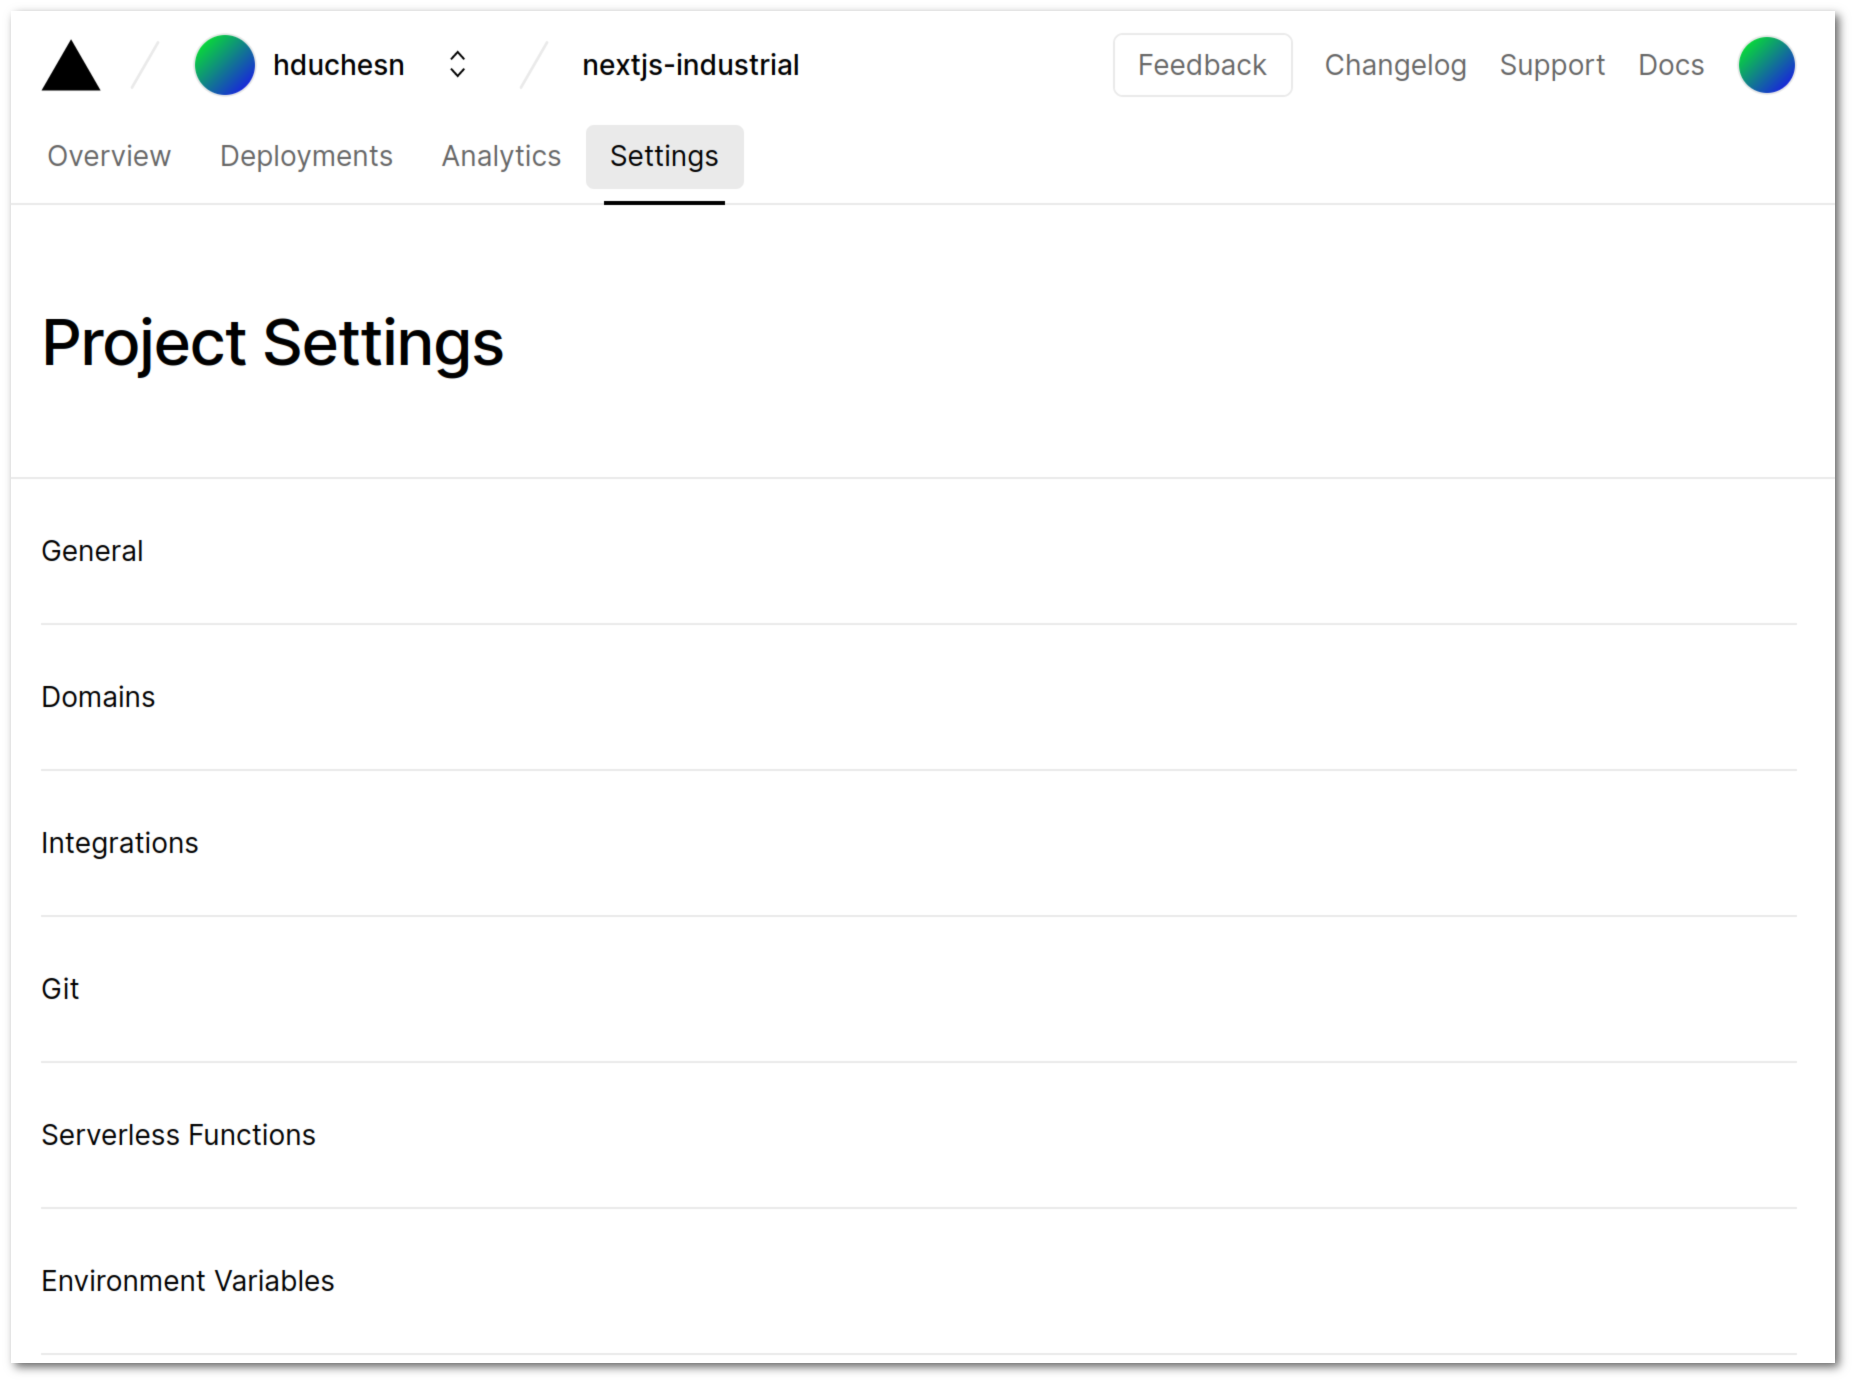 hduchesn nextjs-industrial Feedback Changelog Support Docs
Overview Deployments Analytics Settings
Project Settings
General
Domains
Integrations
Git
Serverless Functions
Environment Variables